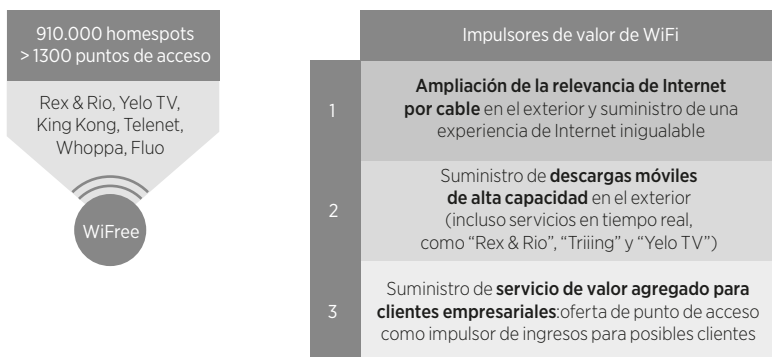 910.000 homespots
> 1300 puntos de acceso
Rex & Rio, Yelo TV,
King Kong, Telenet,
Whoppa, Fluo
WiFree
Impulsores de valor de WiFi
1
Ampliación de la relevancia de Internet
por cable en el exterior y suministro de una
experiencia de Internet inigualable
2
Suministro de descargas móviles
de alta capacidad en el exterior
(incluso servicios en tiempo real,
como “Rex & Rio”, “Triiing” y “Yelo TV”)
3
Suministro de servicio de valor agregado para
clientes empresariales:oferta de punto de acceso
como impulsor de ingresos para posibles clientes